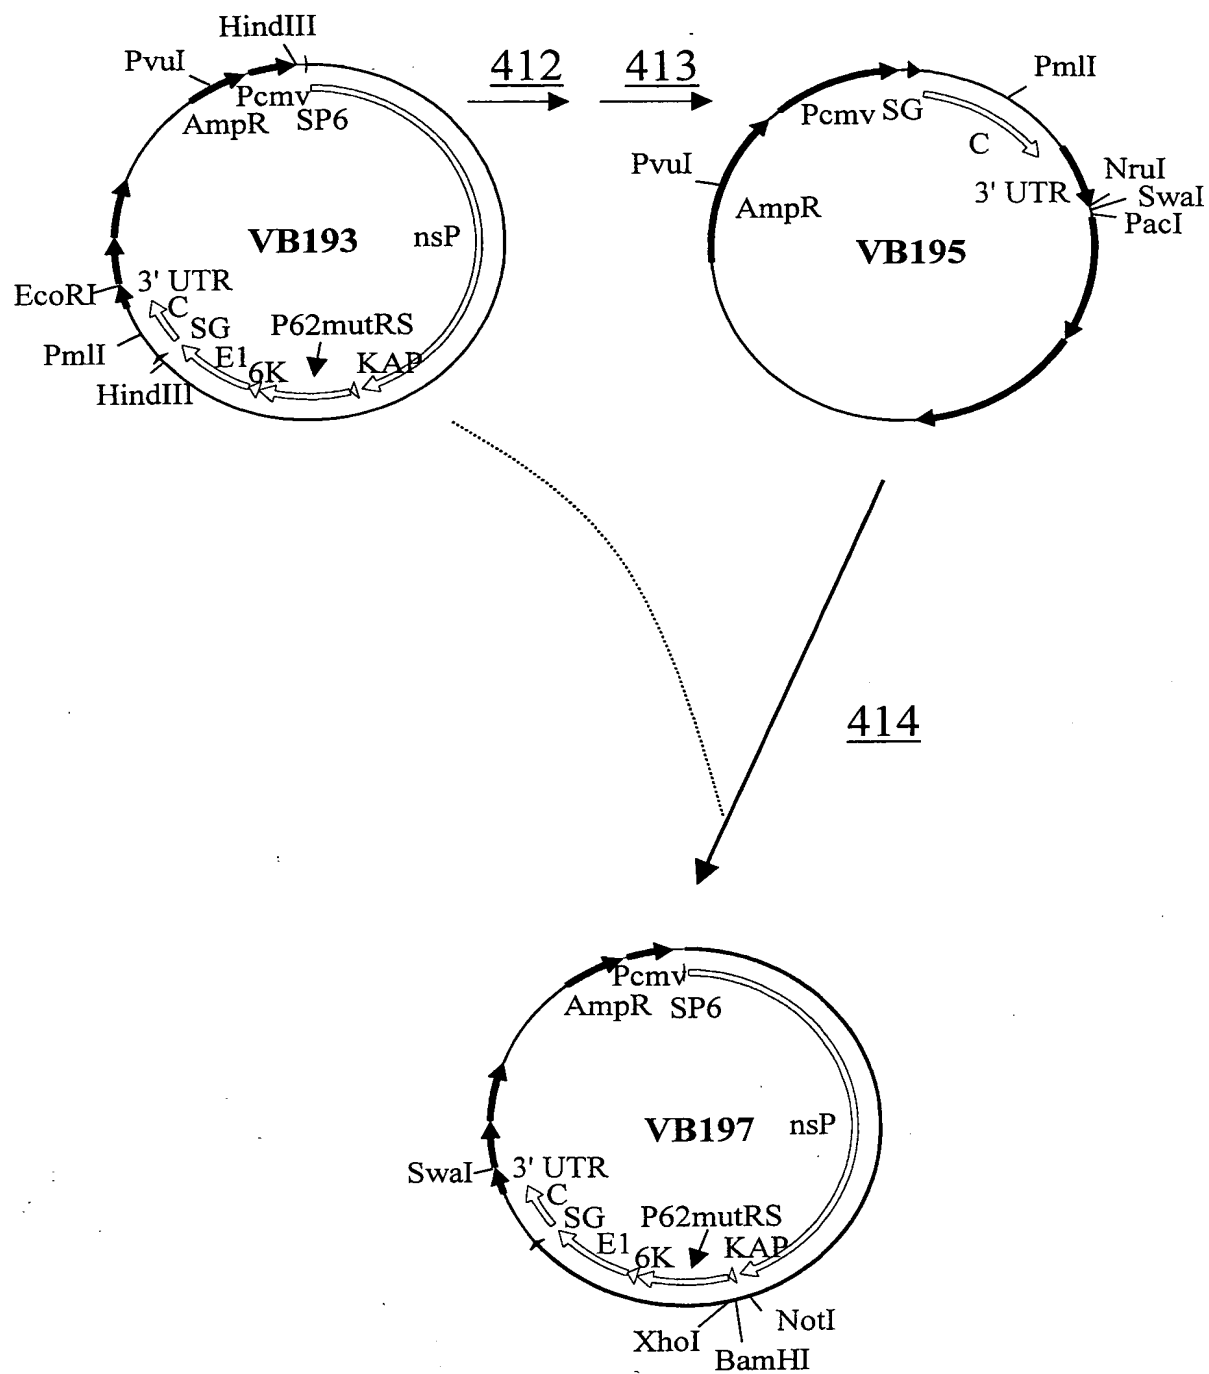 HindIII
PvuI
Pcmv
AmpR
SP6
VB193
nsP
EcoRI
3' UTR
C
SG
P62mutRS
PmlI
E1
6K
KAP
HindIII
412
413
PmlI
Pcmv SG
C
PvuI
AmpR
3' UTR
NruI
SwaI
PacI
VB195
414
Pcmv
AmpR
SP6
VB197
nsP
SwaI
3' UTR
C
SG
P62mutRS
E1
6K
KAP
NotI
XhoI
BamHI